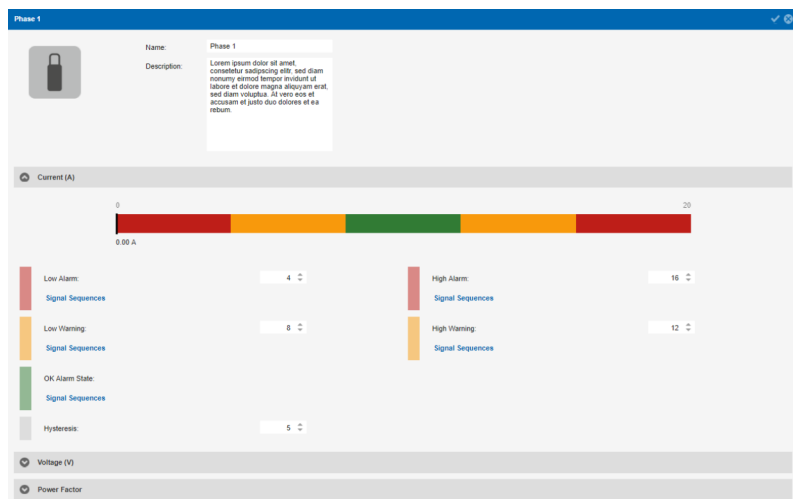 Phase 1
Name:
Phase 1
Description:
Lorem ipsum dolor sit amet,
consetetur sadipscing elitr, sed diam
nonumy eirmod tempor invidunt ut
labore et dolore magna aliquyam erat,
sed diam voluptua. At vero eos et
accusam et justo duo dolores et ea
rebum.
Current (A)
0 20
0.00 A
Low Alarm: 4 High Alarm: 16
Signal Sequences Signal Sequences
Low Warning: 8 High Warning: 12
Signal Sequences Signal Sequences
OK Alarm State:
Signal Sequences
Hysteresis: 5
Voltage (V)
Power Factor